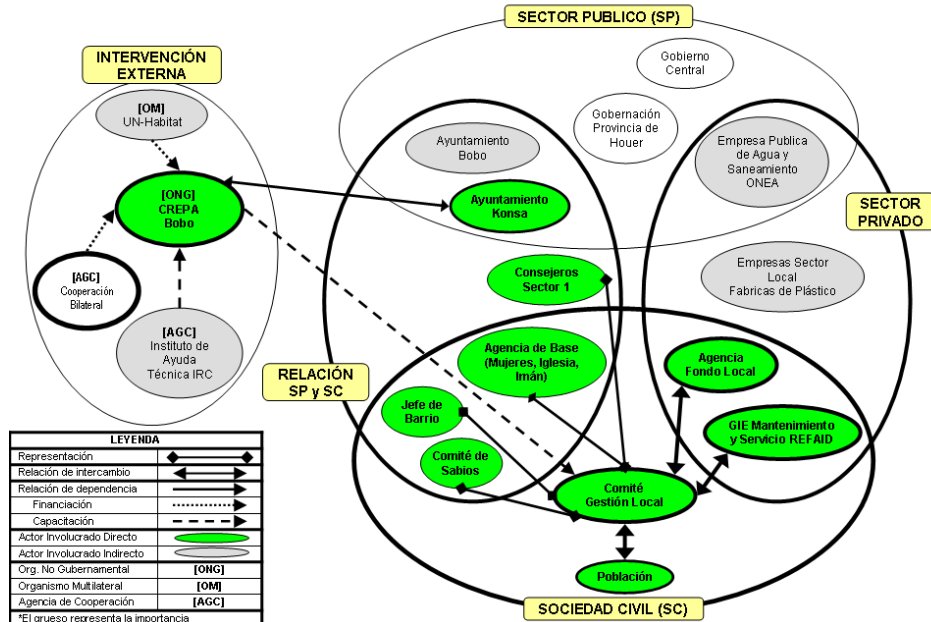 SECTOR PUBLICO (SP)
INTERVENCIÓN
EXTERNA
Gobierno
Central
[OM]
UN-Habitat
Gobernación
Provincia de
Houer
Ayuntamiento
Bobo
Empresa Publica
de Agua y
Saneamiento
ONEA
[ONG]
CREPA
Bobo
Ayuntamiento
Konsa
SECTOR
PRIVADO
[AGC]
Cooperación
Bilateral
Consejeros
Sector 1
Empresas Sector
Local
Fabricas de Plástico
[AGC]
Instituto de
Ayuda
Técnica IRC
Agencia de Base
(Mujeres, Iglesia,
Imán)
Agencia
Fondo Local
RELACIÓN
SP y SC
Jefe de
Barrio
GIE Mantenimiento
y Servicio REFAID
Comité de
Sabios
Comité
Gestión Local
Población
SOCIEDAD CIVIL (SC)
LEYENDA
Representación
Relación de intercambio
Relación de dependencia
Financiación
Capacitación
Actor Involucrado Directo
Actor Involucrado Indirecto
Org. No Gubernamental [ONG]
Organismo Multilateral [OM]
Agencia de Cooperación [AGC]
*El grueso representa la importancia